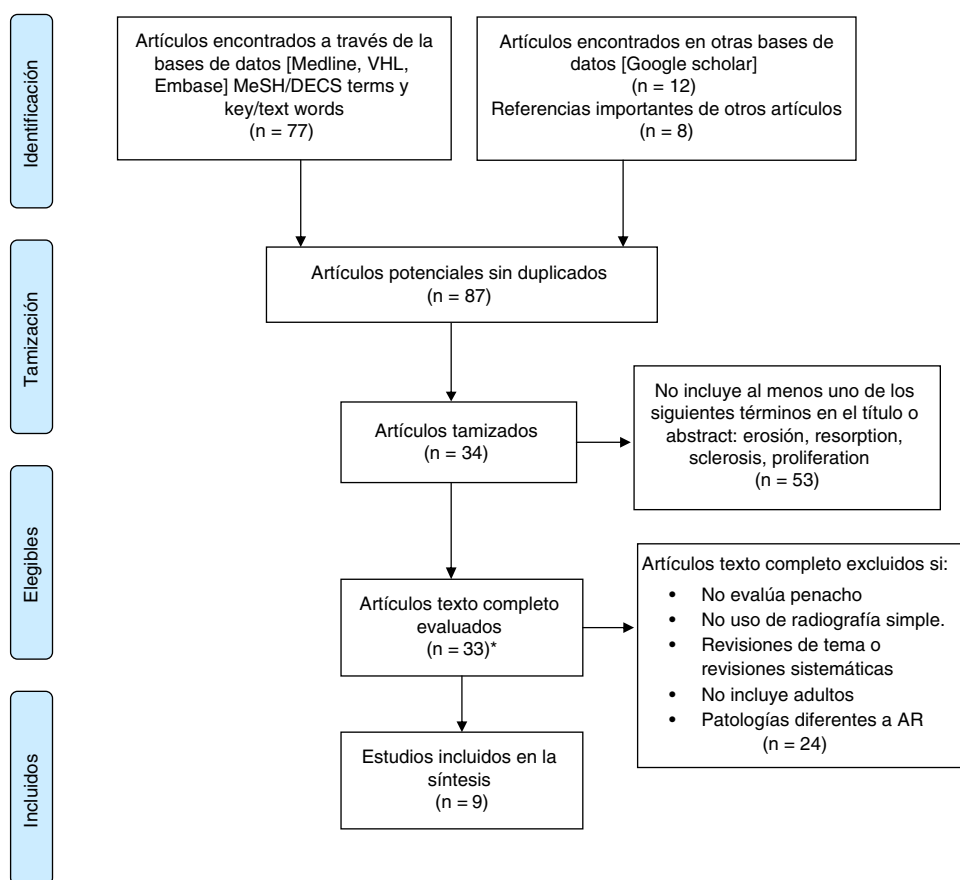 Identificación
Artículos encontrados a través de la
bases de datos [Medline, VHL,
Embase] MeSH/DECS terms y
key/text words
(n = 77)
Artículos encontrados en otras bases de
datos [Google scholar]
(n = 12)
Referencias importantes de otros artículos
(n = 8)
Tamización
Artículos potenciales sin duplicados
(n = 87)
Artículos tamizados
(n = 34)
No incluye al menos uno de los
siguientes términos en el título o
abstract: erosión, resorption,
sclerosis, proliferation
(n = 53)
Elegibles
Artículos texto completo
evaluados
(n = 33)*
Artículos texto completo excluidos si:
• No evalúa penacho
• No uso de radiografía simple.
• Revisiones de tema o
revisiones sistemáticas
• No incluye adultos
• Patologías diferentes a AR
(n = 24)
Incluidos
Estudios incluidos en la
síntesis
(n = 9)